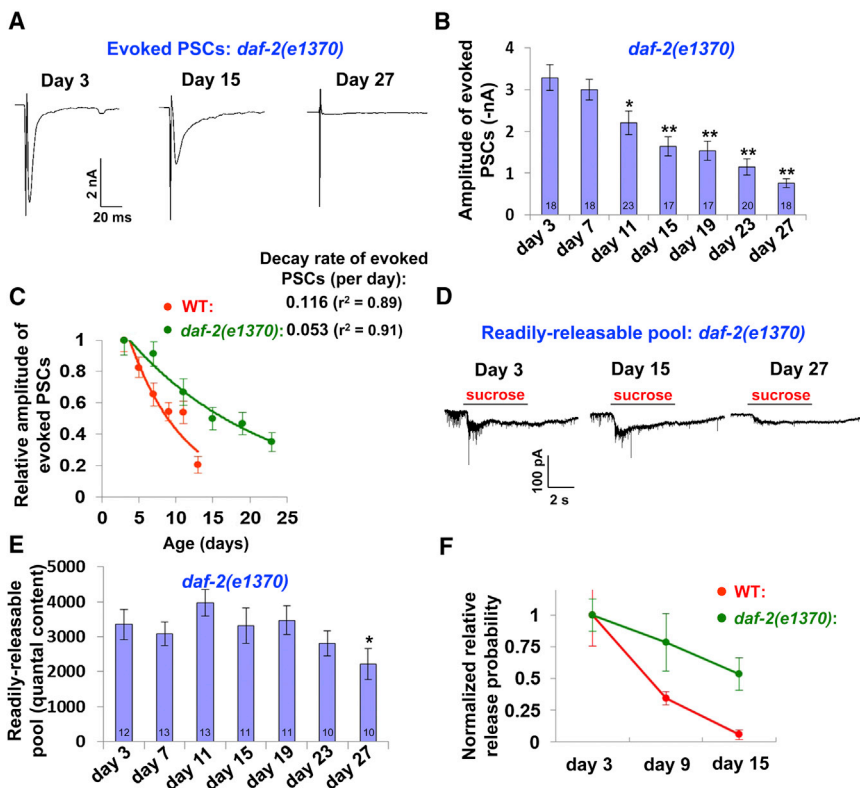 A
Evoked PSCs: daf-2(e1370)
Day 3 Day 15 Day 27
2 nA
20 ms
B
daf-2(e1370)
Amplitude of evoked
PSCs (-nA)
4
3
2
1
0
* ** ** ** **
18 18 23 17 17 20 18
day 3 day 7 day 11 day 15 day 19 day 23 day 27
C
Decay rate of evoked
PSCs (per day):
WT: 0.116 (r² = 0.89)
daf-2(e1370): 0.053 (r² = 0.91)
Relative amplitude of
evoked PSCs
1
0.8
0.6
0.4
0.2
0
0 5 10 15 20 25
Age (days)
D
Readily-releasable pool: daf-2(e1370)
Day 3 Day 15 Day 27
sucrose sucrose sucrose
100 pA
2 s
E
daf-2(e1370)
Readily-releasable
pool (quantal content)
5000
4000
3000
2000
1000
0
*
12 13 13 11 11 10 10
day 3 day 7 day 11 day 15 day 19 day 23 day 27
F
WT:
daf-2(e1370):
Normalized relative
release probability
1
0.75
0.5
0.25
0
day 3 day 9 day 15